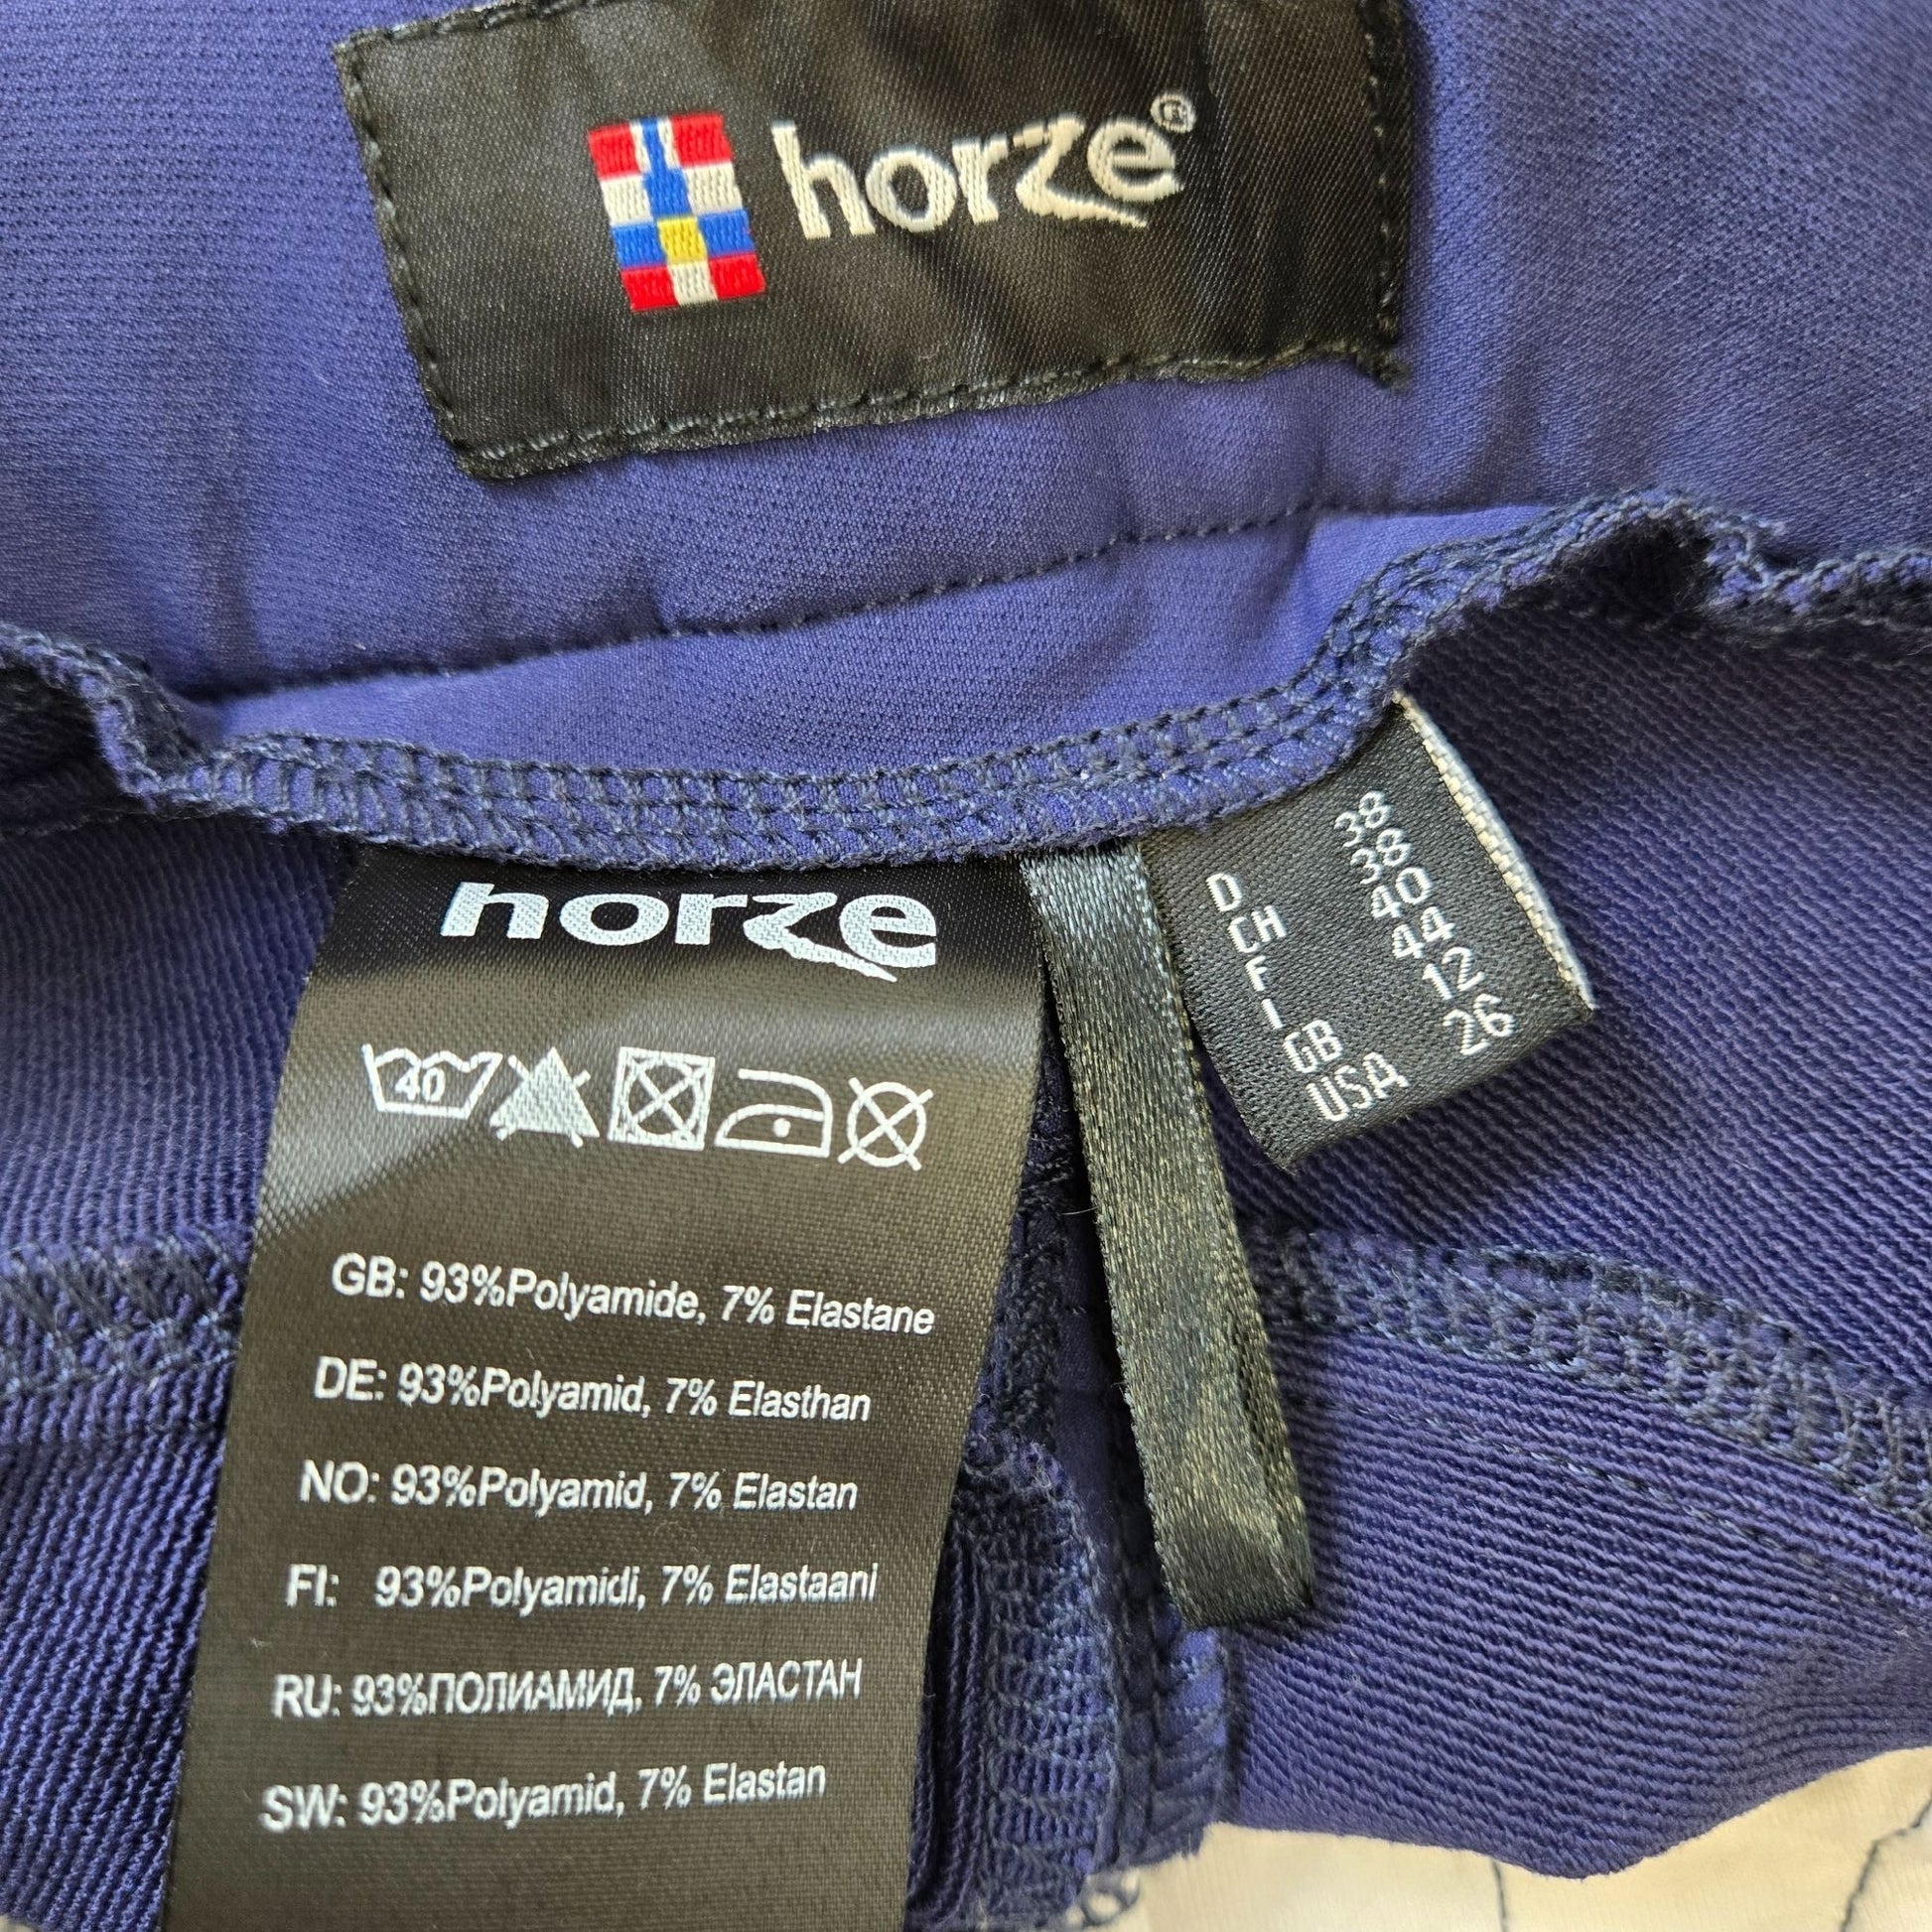 horze®
horze
40
GB: 93%Polyamide, 7% Elastane
DE: 93%Polyamid, 7% Elasthan
NO: 93%Polyamid, 7% Elastan
FI: 93%Polyamidi, 7% Elastaani
RU: 93%ПОЛИАМИД, 7% ЭЛАСТАН
SW: 93%Polyamid, 7% Elastan
D 38
CH 38
F 40
I 44
GB 12
USA 26